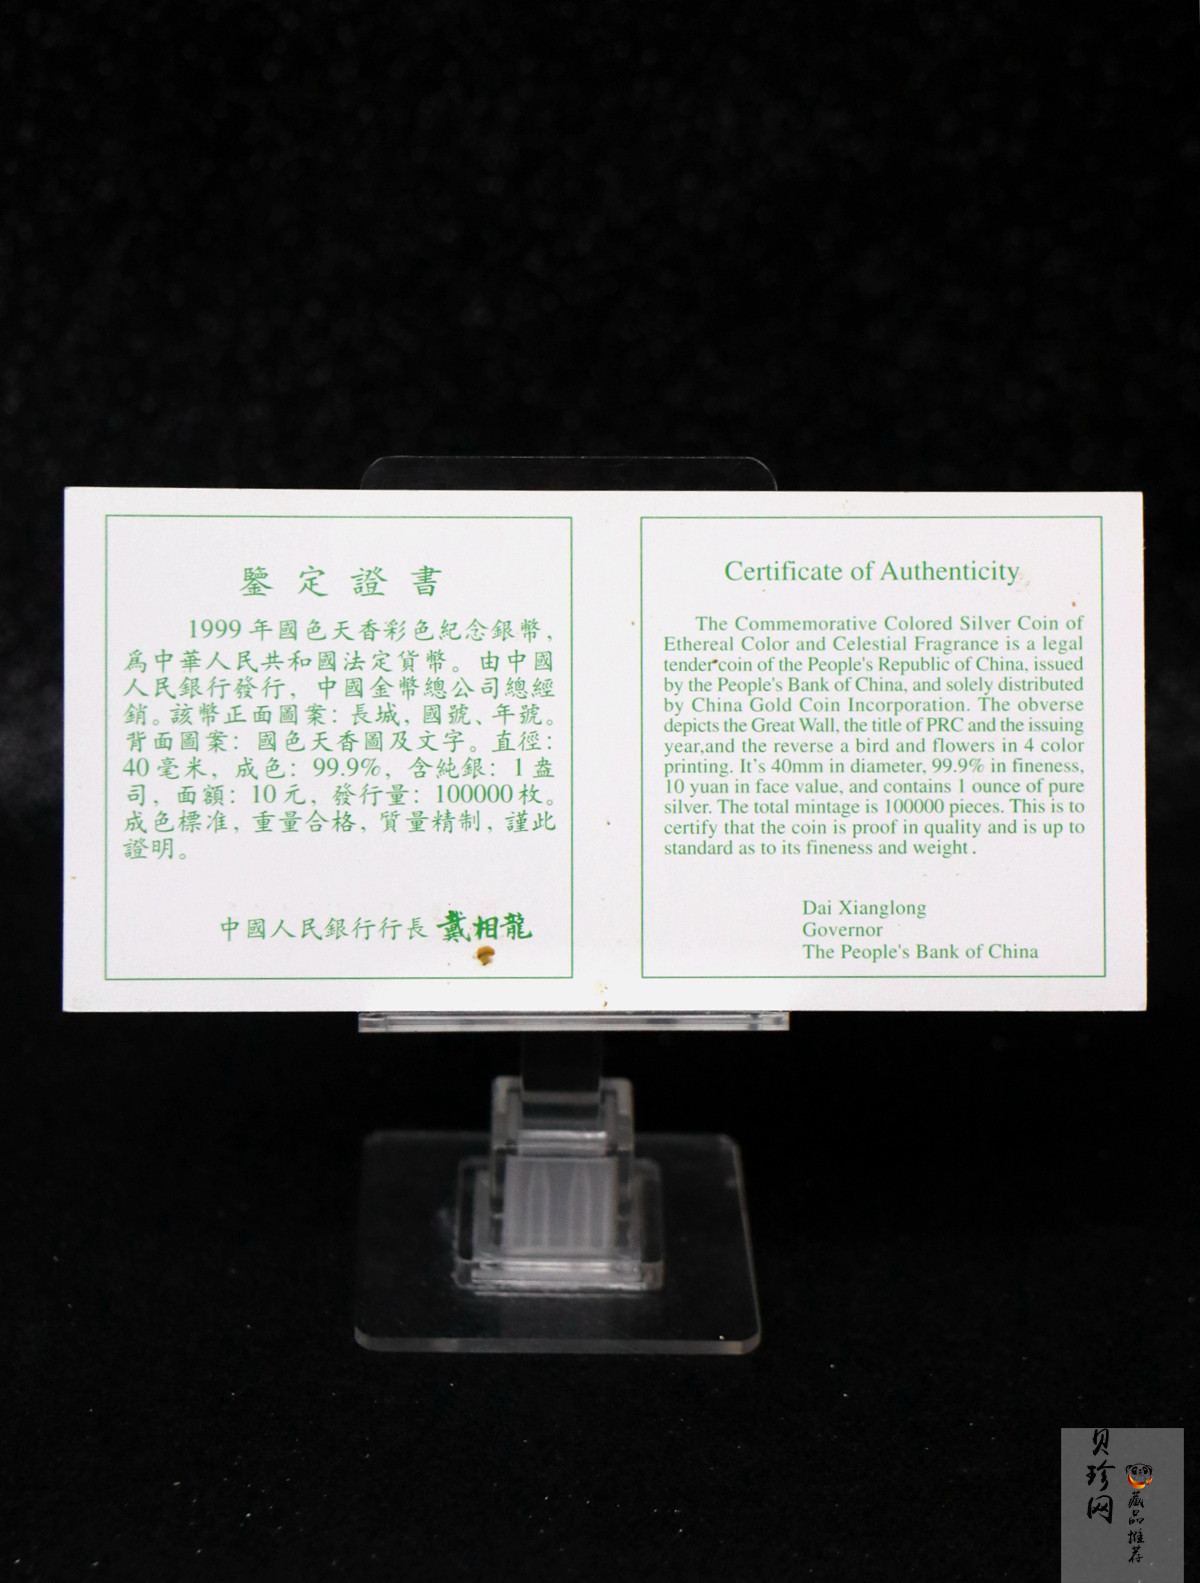 鑒定證書
1999年國色天香彩色紀念銀幣,
爲中華人民共和國法定貨幣。由中國
人民銀行發行, 中國金幣總公司總經
銷。該幣正面圖案: 長城, 國號、年號。
背面圖案: 國色天香圖及文字。直徑:
40毫米, 成色: 99.9%, 含純銀: 1盎
司, 面額: 10元, 發行量: 100000枚。
成色標准, 重量合格, 質量精制, 謹此
證明。
中國人民銀行行長 戴相龍
Certificate of Authenticity
The Commemorative Colored Silver Coin of
Ethereal Color and Celestial Fragrance is a legal
tender coin of the People's Republic of China, issued
by the People's Bank of China, and solely distributed
by China Gold Coin Incorporation. The obverse
depicts the Great Wall, the title of PRC and the issuing
year,and the reverse a bird and flowers in 4 color
printing. It's 40mm in diameter, 99.9% in fineness,
10 yuan in face value, and contains 1 ounce of pure
silver. The total mintage is 100000 pieces. This is to
certify that the coin is proof in quality and is up to
standard as to its fineness and weight.
Dai Xianglong
Governor
The People's Bank of China
贝珍网
藏品推荐